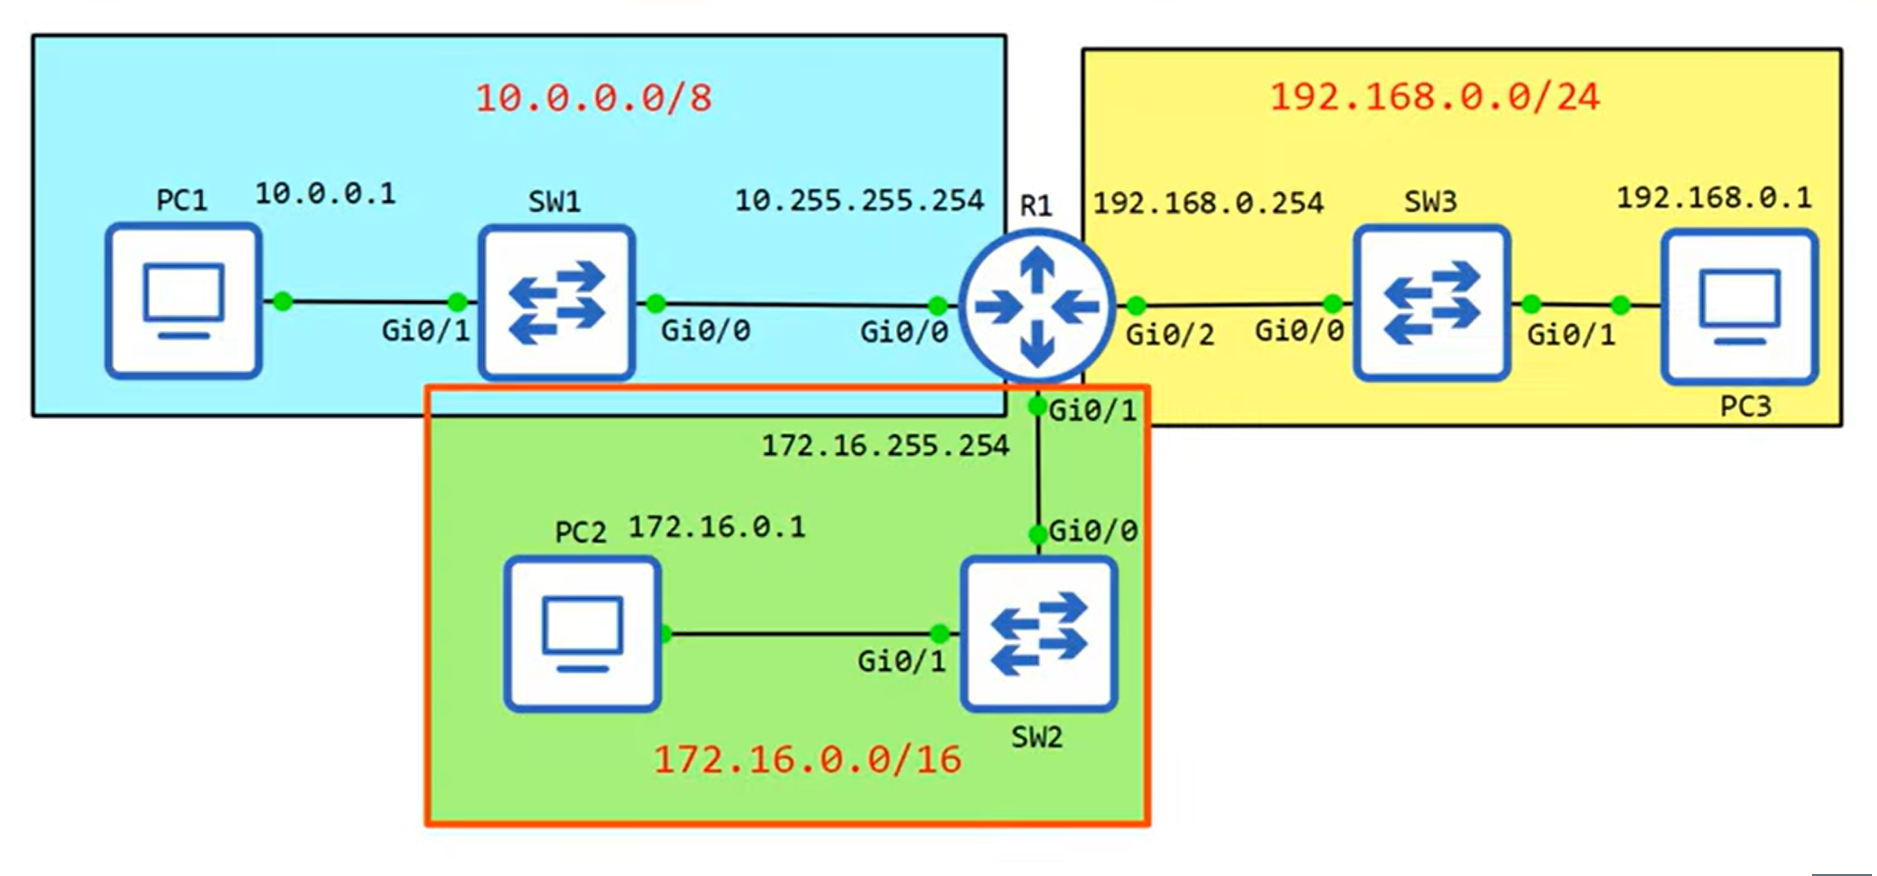 10.0.0.0/8
192.168.0.0/24
PC1
10.0.0.1
SW1
10.255.255.254
R1
192.168.0.254
SW3
192.168.0.1
Gi0/1
Gi0/0
Gi0/0
Gi0/2
Gi0/0
Gi0/1
PC3
Gi0/1
172.16.255.254
PC2
172.16.0.1
Gi0/0
Gi0/1
SW2
172.16.0.0/16